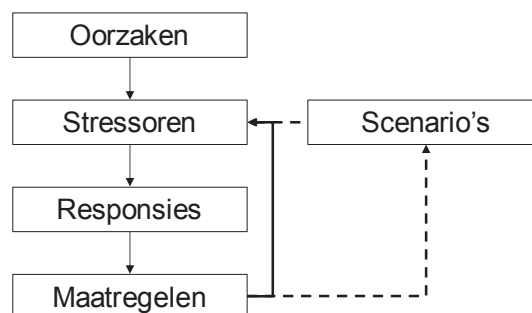 Oorzaken
Stressoren
Scenario's
Responsies
Maatregelen